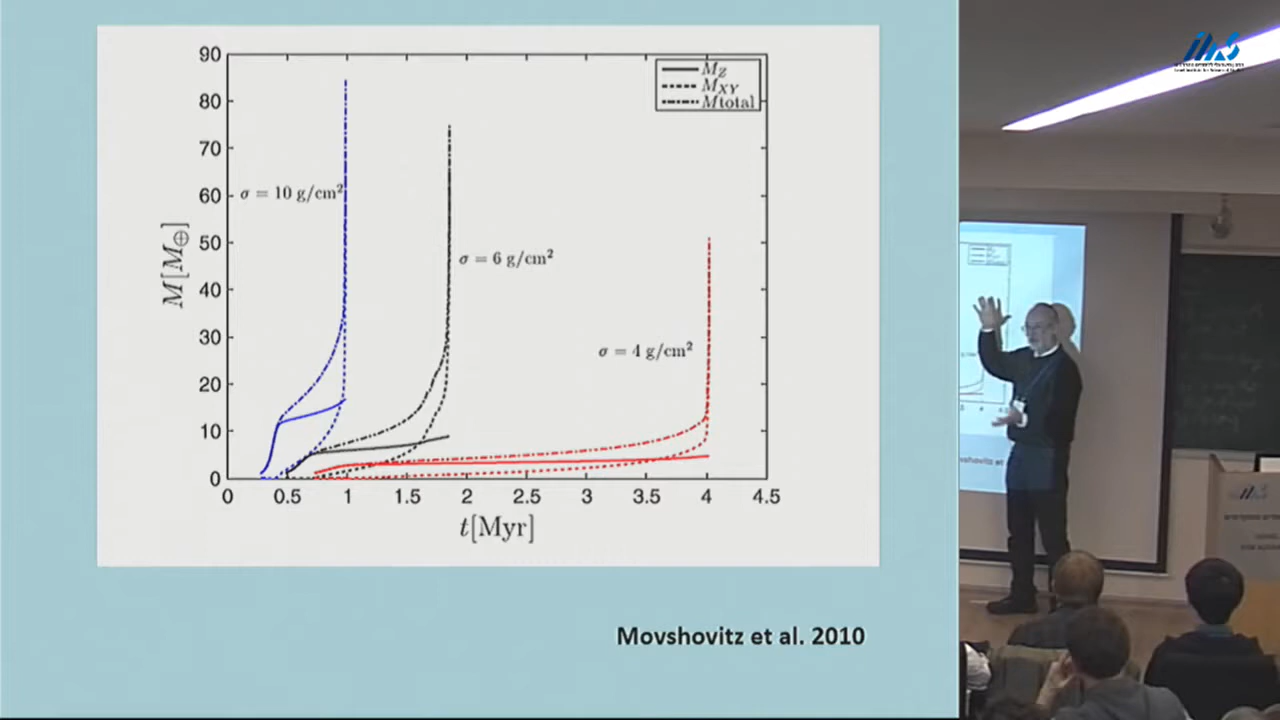 90
80
70
60
50
40
30
20
10
0
M[M⊕]
M_Z
M_XY
Mtotal
σ = 10 g/cm²
σ = 6 g/cm²
σ = 4 g/cm²
0 0.5 1 1.5 2 2.5 3 3.5 4 4.5
t[Myr]
Movshovitz et al. 2010